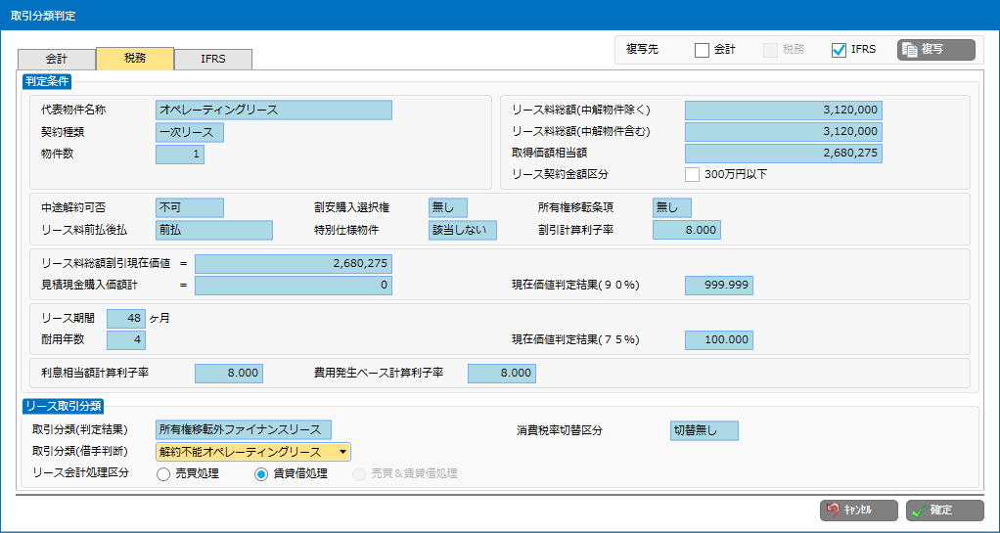 取引分類判定
会計 税務 IFRS
複写先 会計 税務 IFRS 複写
判定条件
代表物件名称 オペレーティングリース
契約種類 一次リース
物件数 1
リース料総額(中解物件除く) 3,120,000
リース料総額(中解物件含む) 3,120,000
取得価額相当額 2,680,275
リース契約金額区分 300万円以下
中途解約可否 不可 割安購入選択権 無し 所有権移転条項 無し
リース料前払後払 前払 特別仕様物件 該当しない 割引計算利子率 8.000
リース料総額割引現在価値 = 2,680,275
見積現金購入価額計 = 0 現在価値判定結果(９０%) 999.999
リース期間 48 ヶ月
耐用年数 4 現在価値判定結果(７５%) 100.000
利息相当額計算利子率 8.000 費用発生ベース計算利子率 8.000
リース取引分類
取引分類(判定結果) 所有権移転外ファイナンスリース 消費税率切替区分 切替無し
取引分類(借手判断) 解約不能オペレーティングリース
リース会計処理区分 売買処理 賃貸借処理 売買＆賃貸借処理
ｷｬﾝｾﾙ 確定